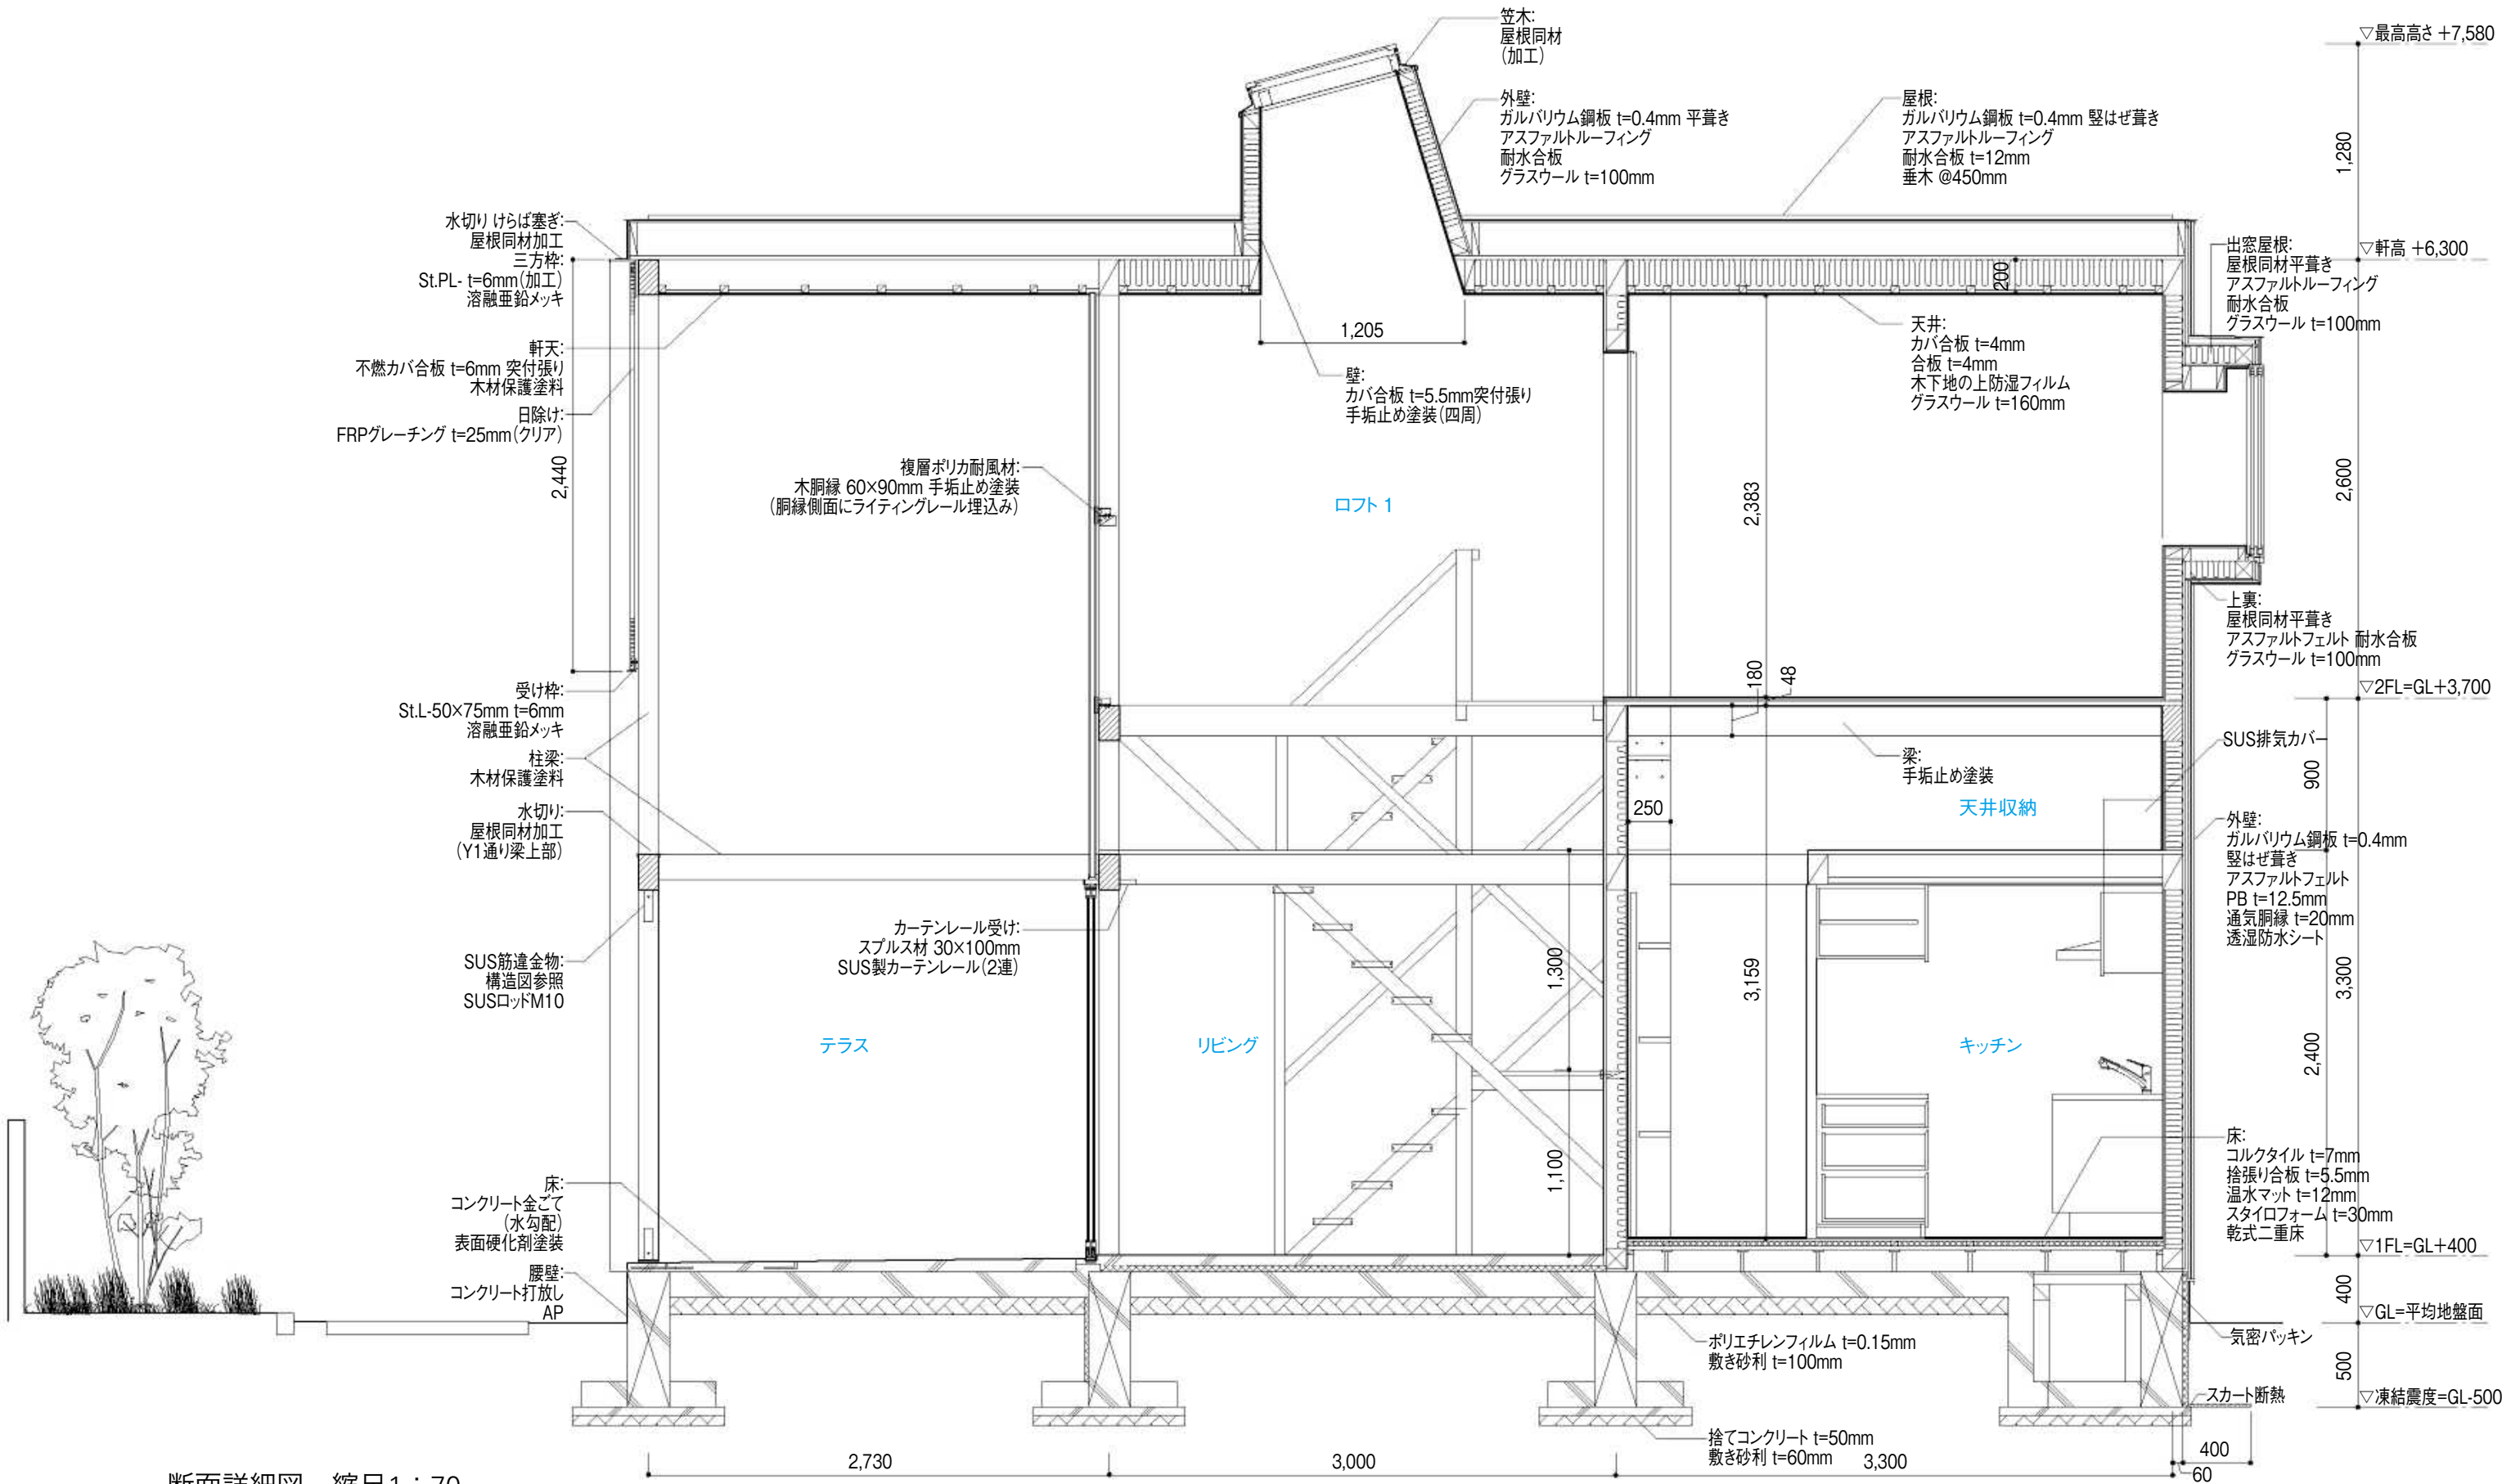 笠木:
屋根同材
(加工)
▽最高高さ +7,580
外壁:
ガルバリウム鋼板 t=0.4mm 平葺き
アスファルトルーフィング
耐水合板
グラスウール t=100mm
屋根:
ガルバリウム鋼板 t=0.4mm 竪はぜ葺き
アスファルトルーフィング
耐水合板 t=12mm
垂木 @450mm
1,280
水切り けらば塞ぎ:
屋根同材加工
三方枠:
St.PL- t=6mm(加工)
溶融亜鉛メッキ
軒天:
不燃カバ合板 t=6mm 突付張り
木材保護塗料
日除け:
FRPグレーチング t=25mm(クリア)
2,440
▽軒高 +6,300
出窓屋根:
屋根同材平葺き
アスファルトルーフィング
耐水合板
グラスウール t=100mm
200
1,205
天井:
カバ合板 t=4mm
合板 t=4mm
木下地の上防湿フィルム
グラスウール t=160mm
壁:
カバ合板 t=5.5mm突付張り
手垢止め塗装(四周)
複層ポリカ耐風材:
木胴縁 60×90mm 手垢止め塗装
(胴縁側面にライティングレール埋込み)
ロフト 1
2,383
2,600
上裏:
屋根同材平葺き
アスファルトフェルト 耐水合板
グラスウール t=100mm
180
48
▽2FL=GL+3,700
受け枠:
St.L-50×75mm t=6mm
溶融亜鉛メッキ
柱梁:
木材保護塗料
水切り:
屋根同材加工
(Y1通り梁上部)
梁:
手垢止め塗装
SUS排気カバー
900
250
天井収納
外壁:
ガルバリウム鋼板 t=0.4mm
竪はぜ葺き
アスファルトフェルト
PB t=12.5mm
通気胴縁 t=20mm
透湿防水シート
カーテンレール受け:
スプルス材 30×100mm
SUS製カーテンレール(2連)
SUS筋違金物:
構造図参照
SUSロッドM10
1,300
3,159
3,300
テラス
リビング
キッチン
2,400
1,100
床:
コルクタイル t=7mm
捨張り合板 t=5.5mm
温水マット t=12mm
スタイロフォーム t=30mm
乾式二重床
床:
コンクリート金ごて
(水勾配)
表面硬化剤塗装
腰壁:
コンクリート打放し
AP
▽1FL=GL+400
400
▽GL=平均地盤面
気密パッキン
ポリエチレンフィルム t=0.15mm
敷き砂利 t=100mm
500
スカート断熱
▽凍結震度=GL-500
捨てコンクリート t=50mm
敷き砂利 t=60mm
2,730
3,000
3,300
400
60
断面詳細図 縮尺1:70